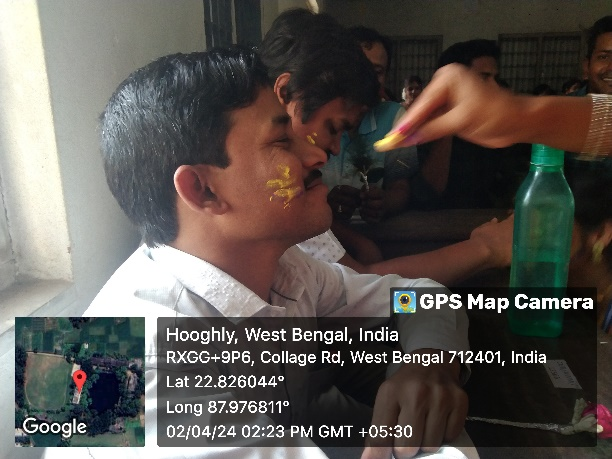 GPS Map Camera
Hooghly, West Bengal, India
RXGG+9P6, Collage Rd, West Bengal 712401, India
Lat 22.826044°
Long 87.976811°
02/04/24 02:23 PM GMT +05:30
Google